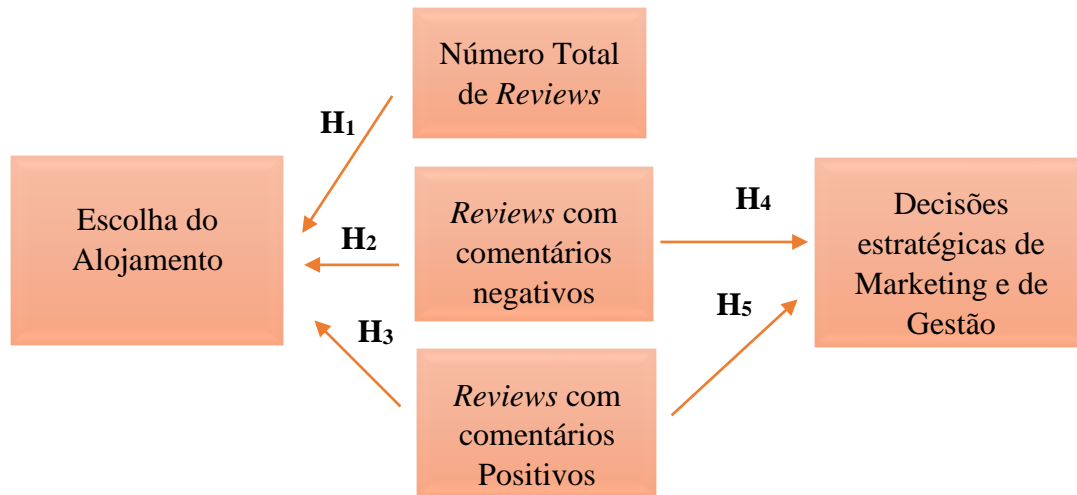 Número Total
de Reviews
H1
Escolha do
Alojamento
H2
Reviews com
comentários
negativos
H4
Decisões
estratégicas de
Marketing e de
Gestão
H3
H5
Reviews com
comentários
Positivos